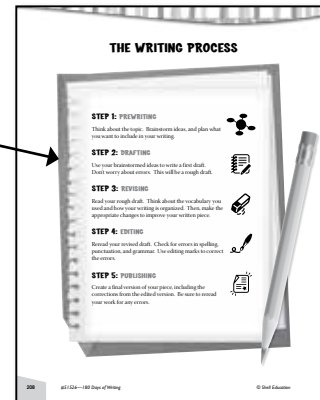 THE WRITING PROCESS
STEP 1: PREWRITING
Think about the topic. Brainstorm ideas, and plan what
you want to include in your writing.
STEP 2: DRAFTING
Use your brainstormed ideas to write a first draft.
Don't worry about errors. This will be a rough draft.
STEP 3: REVISING
Read your rough draft. Think about the vocabulary you
used and how your writing is organized. Then, make the
appropriate changes to improve your written piece.
STEP 4: EDITING
Reread your revised draft. Check for errors in spelling,
punctuation, and grammar. Use editing marks to correct
the errors.
STEP 5: PUBLISHING
Create a final version of your piece, including the
corrections from the edited version. Be sure to reread
your work for any errors.
208 #51526—180 Days of Writing © Shell Education